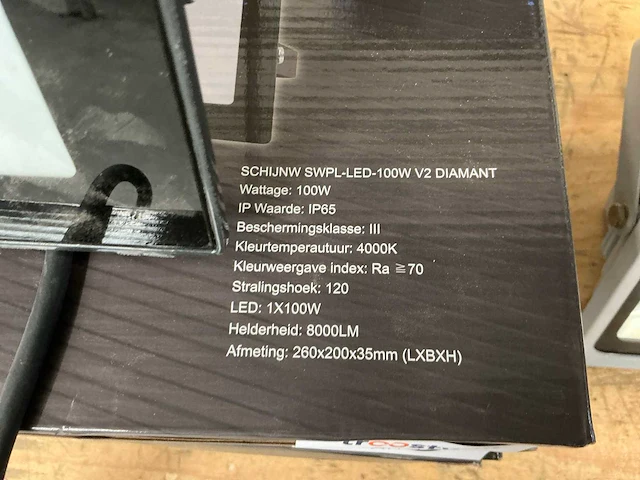 SCHIJNW SWPL-LED-100W V2 DIAMANT
Wattage: 100W
IP Waarde: IP65
Beschermingsklasse: III
Kleurtemperautuur: 4000K
Kleurweergave index: Ra ≧70
Stralingshoek: 120
LED: 1X100W
Helderheid: 8000LM
Afmeting: 260x200x35mm (LXBXH)